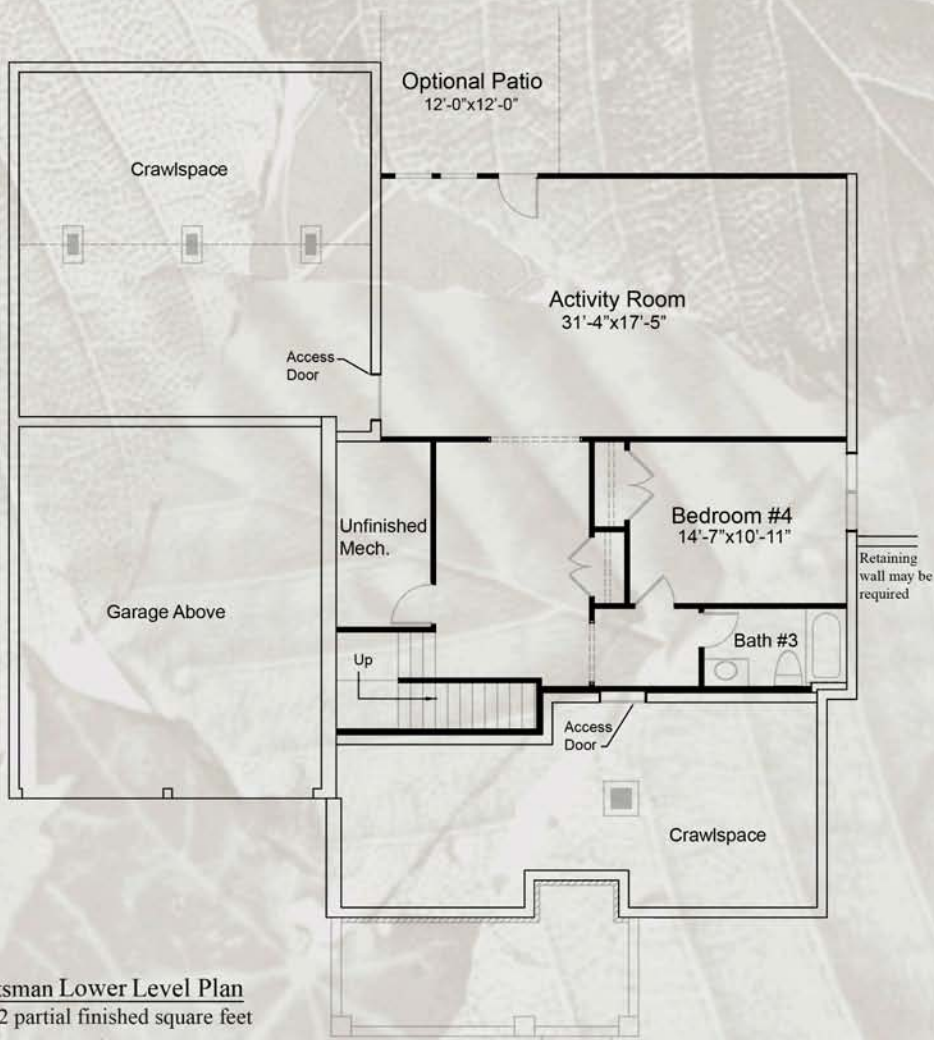 Optional Patio
12'-0"x12'-0"
Crawlspace
Activity Room
31'-4"x17'-5"
Access
Door
Unfinished
Mech.
Bedroom #4
14'-7"x10'-11"
Retaining
wall may be
required
Garage Above
Bath #3
Up
Access
Door
Crawlspace
Lower Level Plan
partial finished square feet